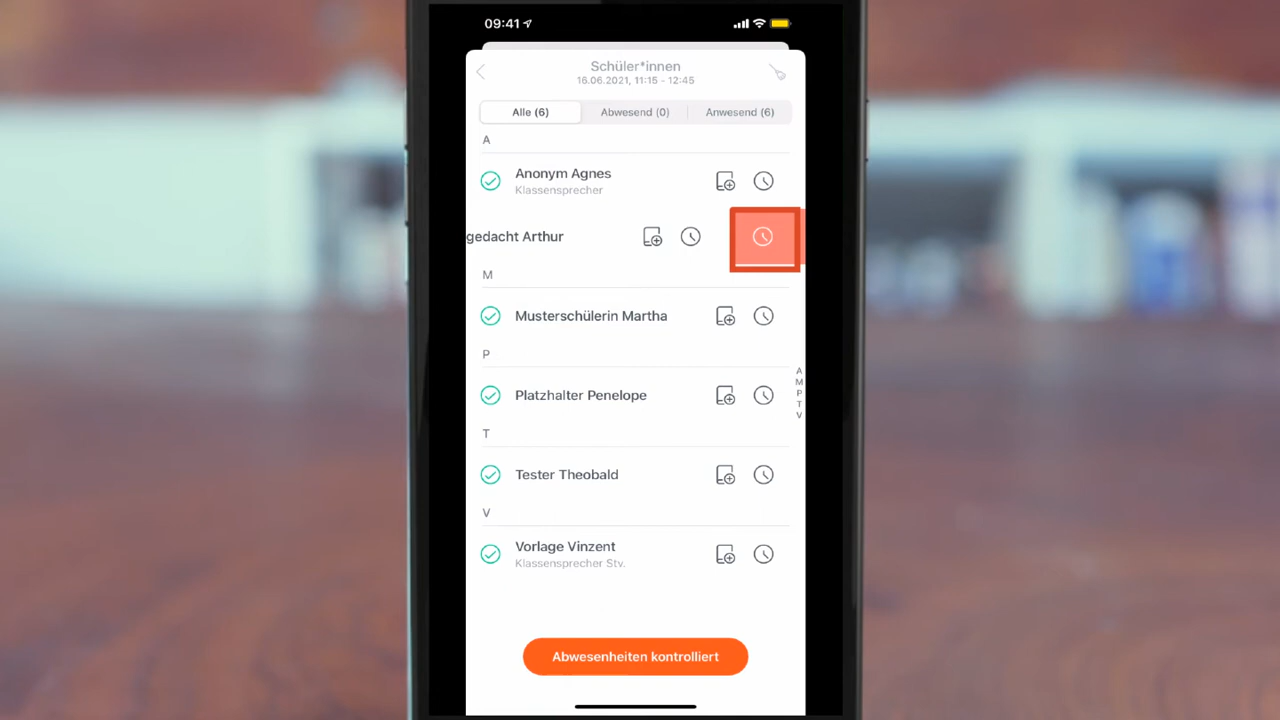 09:41
Schüler*innen
16.06.2021, 11:15 - 12:45
Alle (6) Abwesend (0) Anwesend (6)
A
Anonym Agnes
Klassensprecher
gedacht Arthur
M
Musterschülerin Martha
P
Platzhalter Penelope
A
M
P
T
V
T
Tester Theobald
V
Vorlage Vinzent
Klassensprecher Stv.
Abwesenheiten kontrolliert